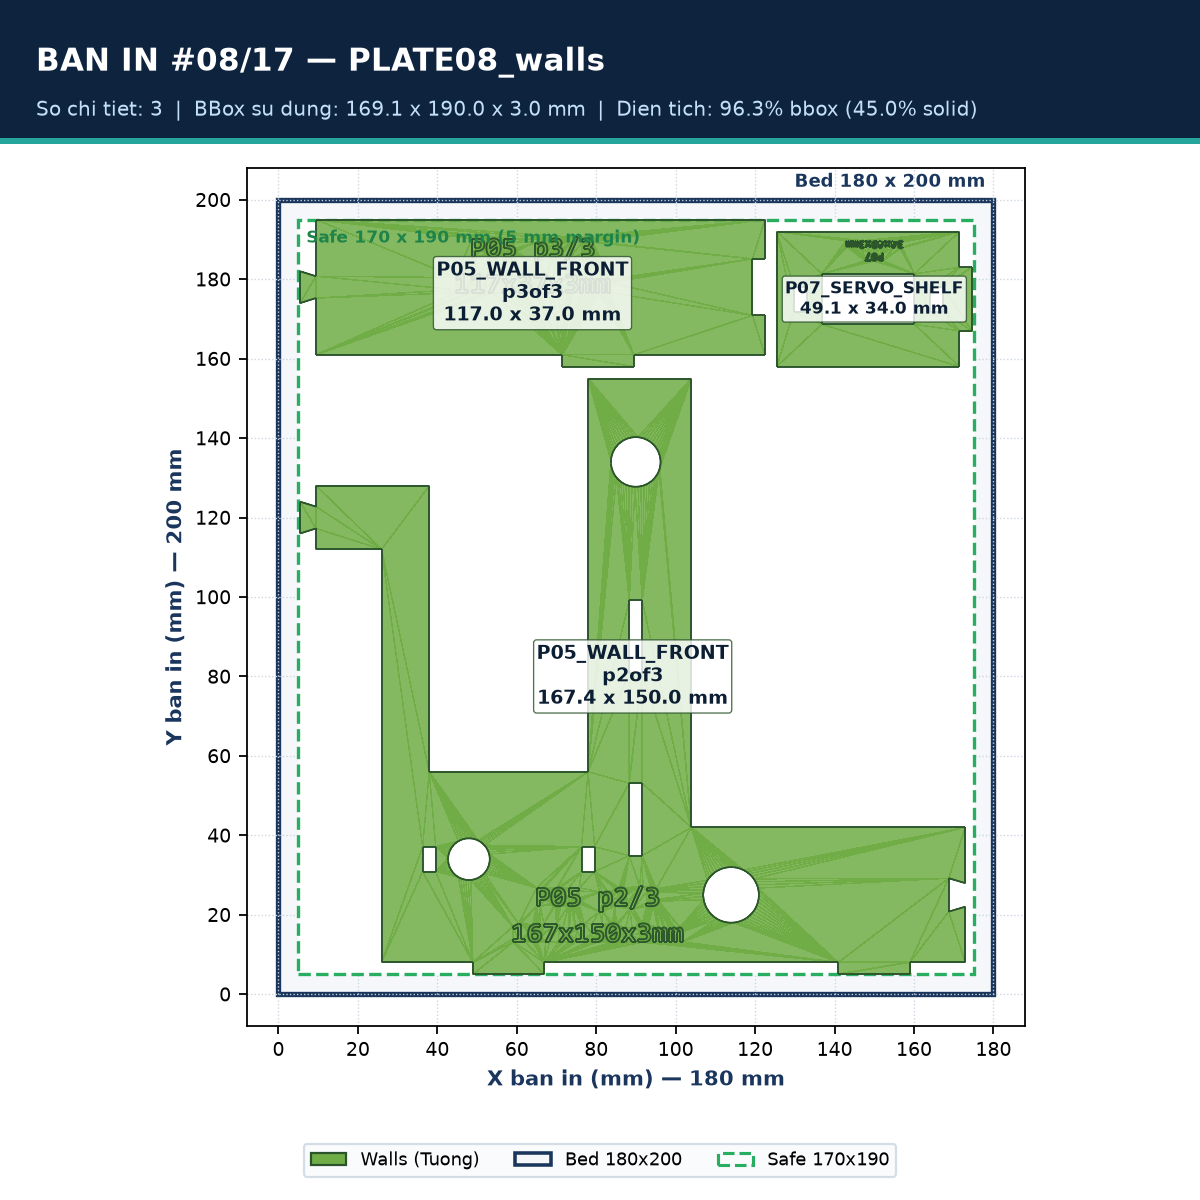 BAN IN #08/17 — PLATE08_walls
So chi tiet: 3 | BBox su dung: 169.1 x 190.0 x 3.0 mm | Dien tich: 96.3% bbox (45.0% solid)
Bed 180 x 200 mm
Safe 170 x 190 mm (5 mm margin)
P05 p3/3
P05_WALL_FRONT
p3of3
117.0 x 37.0 mm
34x49x3mm
P07
P07_SERVO_SHELF
49.1 x 34.0 mm
P05_WALL_FRONT
p2of3
167.4 x 150.0 mm
P05 p2/3
167x150x3mm
Y ban in (mm) — 200 mm
200
180
160
140
120
100
80
60
40
20
0
0 20 40 60 80 100 120 140 160 180
X ban in (mm) — 180 mm
Walls (Tuong)
Bed 180x200
Safe 170x190